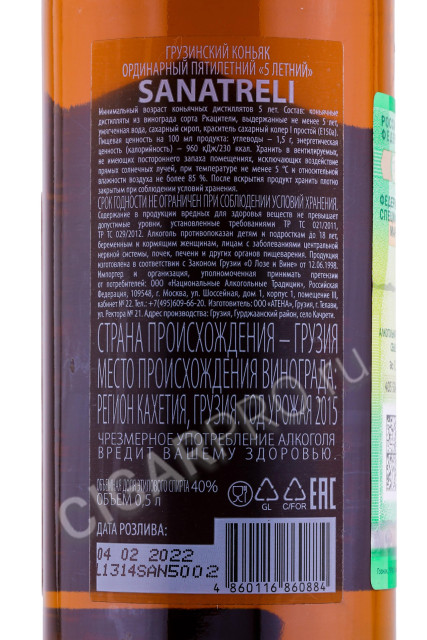 ГРУЗИНСКИЙ КОНЬЯК
ОРДИНАРНЫЙ ПЯТИЛЕТНИЙ «5 ЛЕТНИЙ»
SANATRELI
Минимальный возраст коньячных дистиллятов 5 лет. Состав: коньячные
дистилляты из винограда сорта Ркацители, выдержанные не менее 5 лет,
умягченная вода, сахарный сироп, краситель сахарный колер I простой (Е150а).
Пищевая ценность на 100 мл продукта: углеводы – 1,5 г, энергетическая
ценность (калорийность) – 960 кДж/230 ккал. Хранить в вентилируемых,
не имеющих постороннего запаха помещениях, исключающих воздействие
прямых солнечных лучей, при температуре не менее 5 °С и относительной
влажности воздуха не более 85 %. После вскрытия продукт хранить плотно
закрытым при соблюдении условий хранения.
СРОК ГОДНОСТИ НЕ ОГРАНИЧЕН ПРИ СОБЛЮДЕНИИ УСЛОВИЙ ХРАНЕНИЯ.
Содержание в продукции вредных для здоровья веществ не превышает
допустимые уровни, установленные требованиями ТР ТС 021/2011,
ТР ТС 029/2012. Алкоголь противопоказан детям и подросткам до 18 лет,
беременным и кормящим женщинам, лицам с заболеваниями центральной
нервной системы, почек, печени и других органов пищеварения. Продукция
изготовлена в соответствии с Законом Грузии «О Лозе и Вине» от 12.06.1998.
Импортер и организация, уполномоченная принимать претензии
от потребителей: ООО «Национальные Алкогольные Традиции», Российская
Федерация, 109548, г. Москва, ул. Шоссейная, дом 1, корпус 1, помещение III,
кабинет №22. Тел.:+7(495)609-66-20. Изготовитель: ООО «АТЕНА», Грузия, г. Телави,
ул. Ректора № 21. Адрес производства: Грузия, Гурджаанский район, село Качрети.
СТРАНА ПРОИСХОЖДЕНИЯ – ГРУЗИЯ
МЕСТО ПРОИСХОЖДЕНИЯ ВИНОГРАДА:
РЕГИОН КАХЕТИЯ, ГРУЗИЯ. ГОД УРОЖАЯ 2015
ЧРЕЗМЕРНОЕ УПОТРЕБЛЕНИЕ АЛКОГОЛЯ
ВРЕДИТ ВАШЕМУ ЗДОРОВЬЮ.
ОБЪЕМНАЯ ДОЛЯ ЭТИЛОВОГО СПИРТА 40%
ОБЪЕМ 0,5 л
GL C/FOR EAC
ДАТА РОЗЛИВА:
04 02 2022
L1314SAN5002
4 860116 860884
CIGARPRO.ru